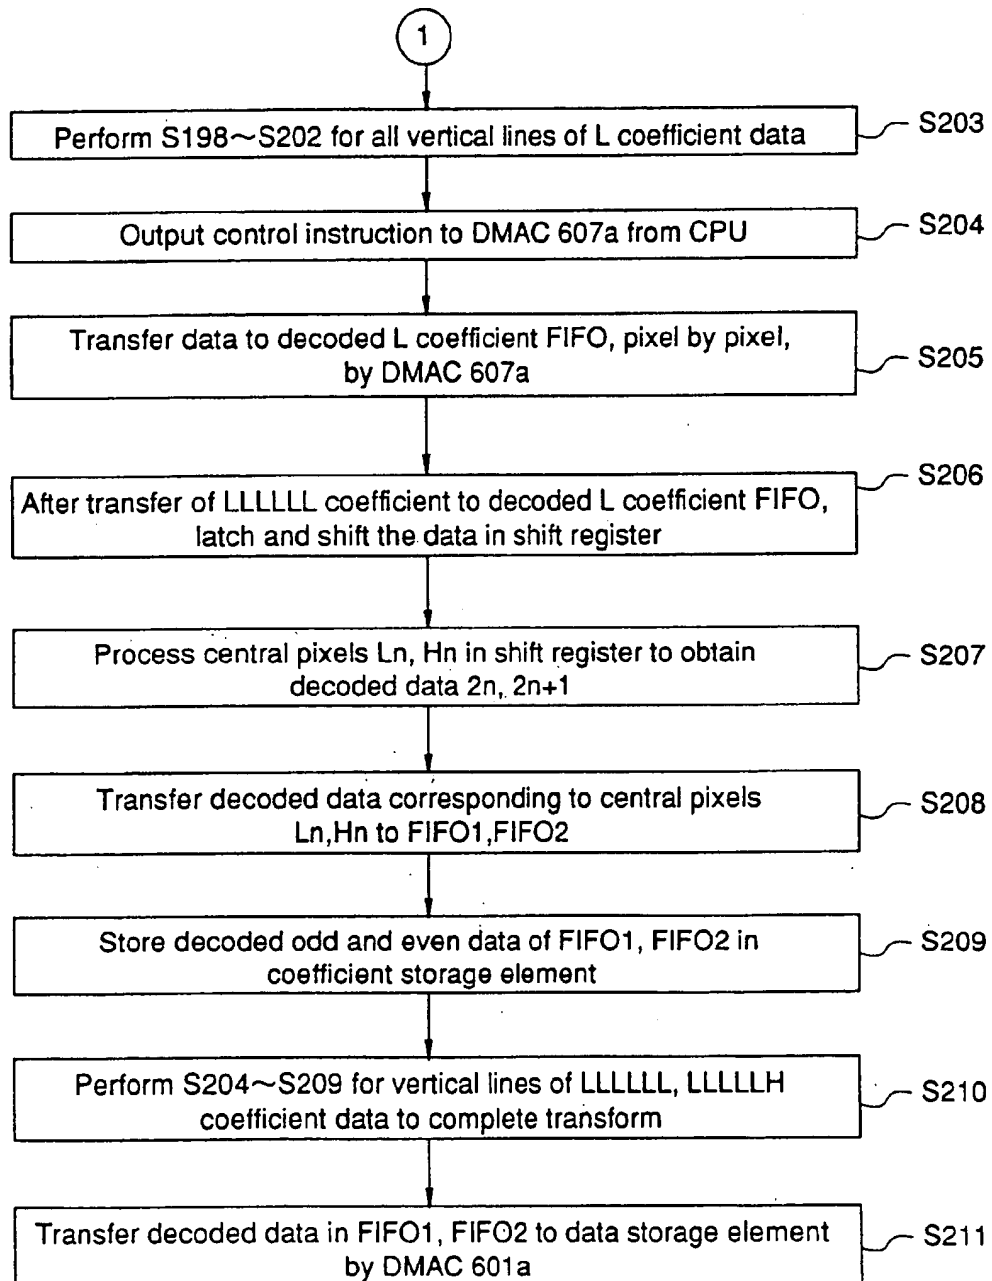 1
Perform S198~S202 for all vertical lines of L coefficient data
S203
Output control instruction to DMAC 607a from CPU
S204
Transfer data to decoded L coefficient FIFO, pixel by pixel,
by DMAC 607a
S205
After transfer of LLLLLL coefficient to decoded L coefficient FIFO,
latch and shift the data in shift register
S206
Process central pixels Ln, Hn in shift register to obtain
decoded data 2n, 2n+1
S207
Transfer decoded data corresponding to central pixels
Ln,Hn to FIFO1,FIFO2
S208
Store decoded odd and even data of FIFO1, FIFO2 in
coefficient storage element
S209
Perform S204~S209 for vertical lines of LLLLLL, LLLLLH
coefficient data to complete transform
S210
Transfer decoded data in FIFO1, FIFO2 to data storage element
by DMAC 601a
S211